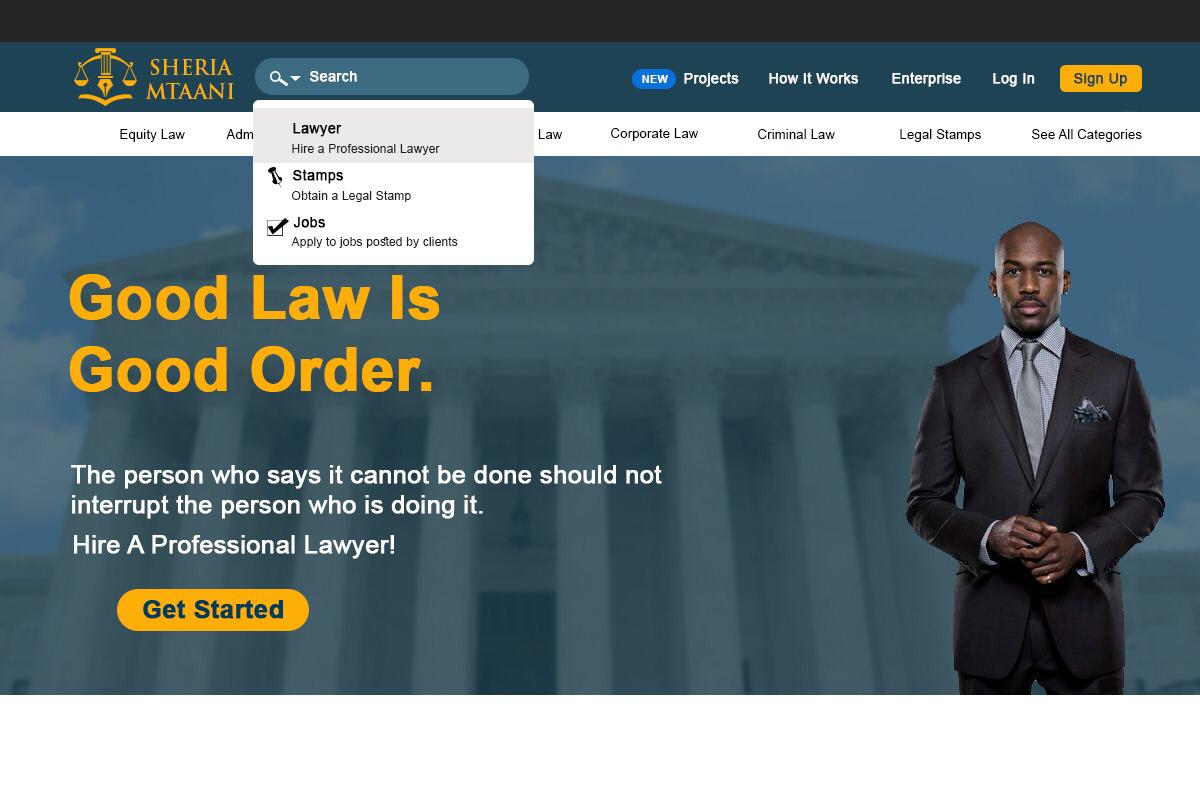 SHERIA
MTAANI
Search
NEW Projects How It Works Enterprise Log In Sign Up
Equity Law Law Corporate Law Criminal Law Legal Stamps See All Categories
Lawyer
Hire a Professional Lawyer
Stamps
Obtain a Legal Stamp
Jobs
Apply to jobs posted by clients
Good Law Is
Good Order.
The person who says it cannot be done should not
interrupt the person who is doing it.
Hire A Professional Lawyer!
Get Started